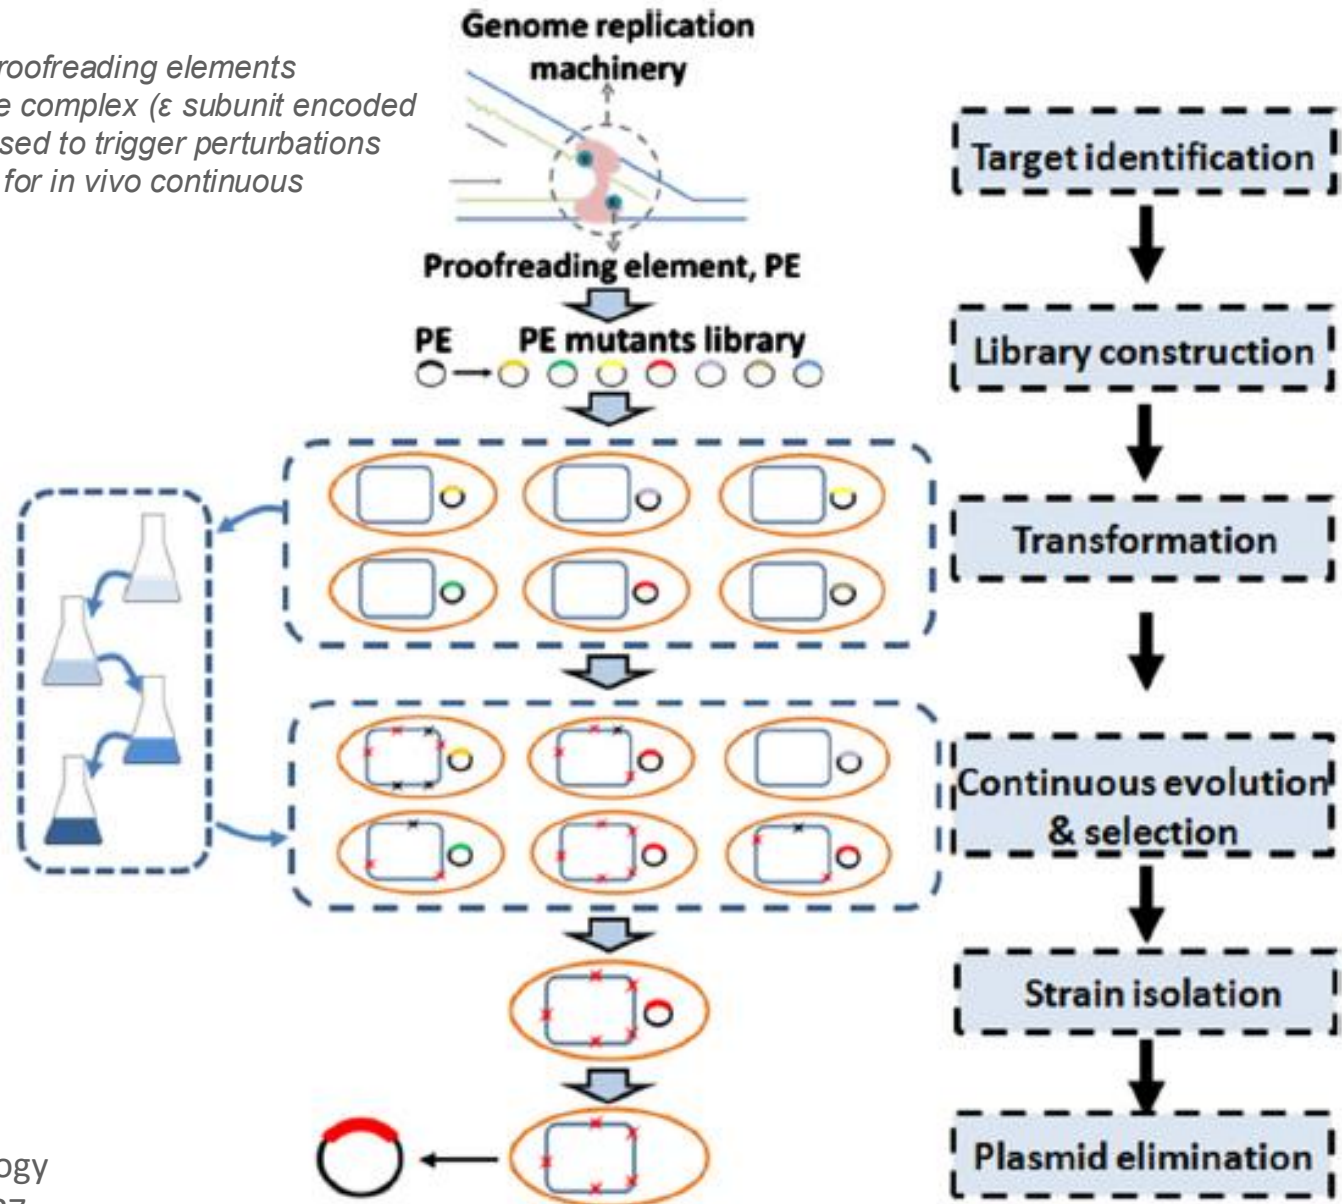 roofreading elements
e complex (ε subunit encoded
sed to trigger perturbations
for in vivo continuous
Genome replication
machinery
Proofreading element, PE
PE PE mutants library
Target identification
Library construction
Transformation
Continuous evolution
& selection
Strain isolation
Plasmid elimination
ogy